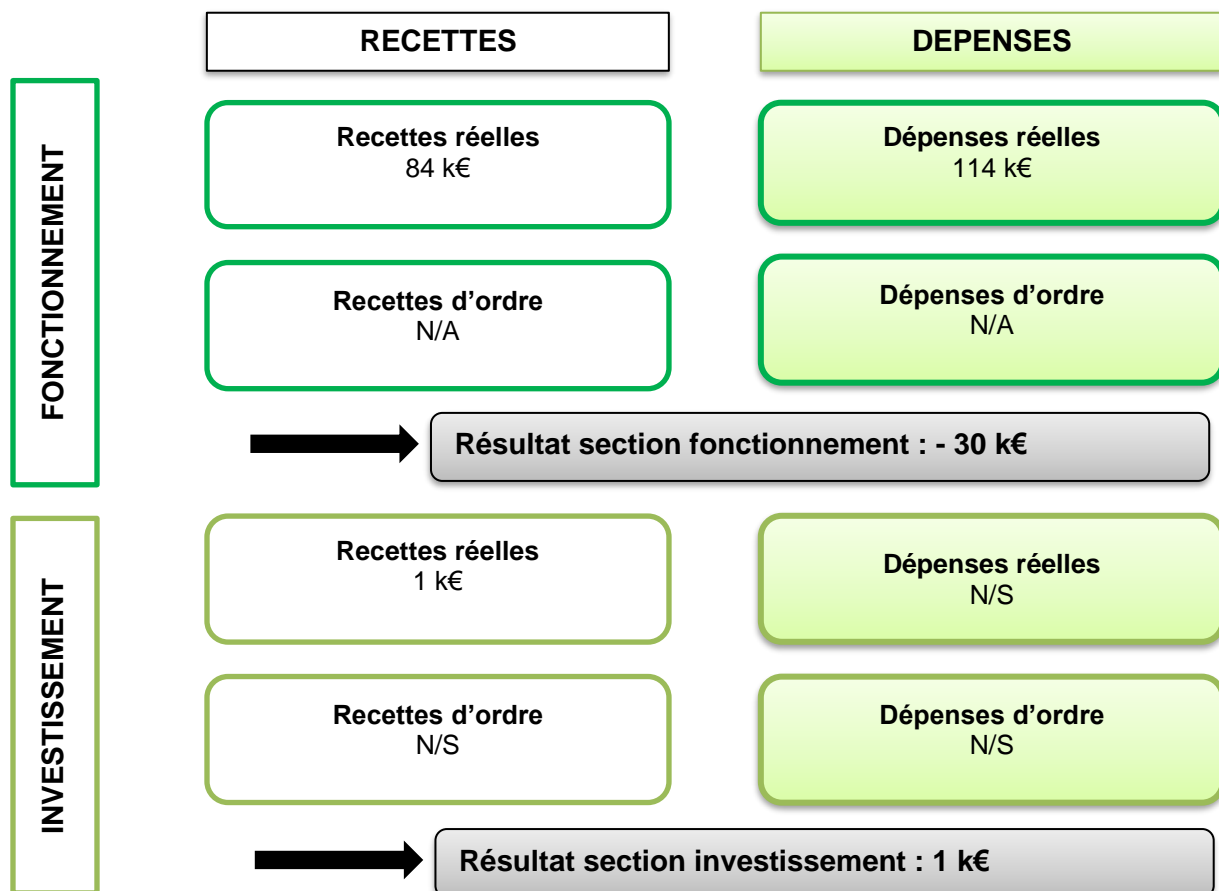 RECETTES
DEPENSES
FONCTIONNEMENT
Recettes réelles
84 k€
Dépenses réelles
114 k€
Recettes d’ordre
N/A
Dépenses d’ordre
N/A
Résultat section fonctionnement : - 30 k€
INVESTISSEMENT
Recettes réelles
1 k€
Dépenses réelles
N/S
Recettes d’ordre
N/S
Dépenses d’ordre
N/S
Résultat section investissement : 1 k€